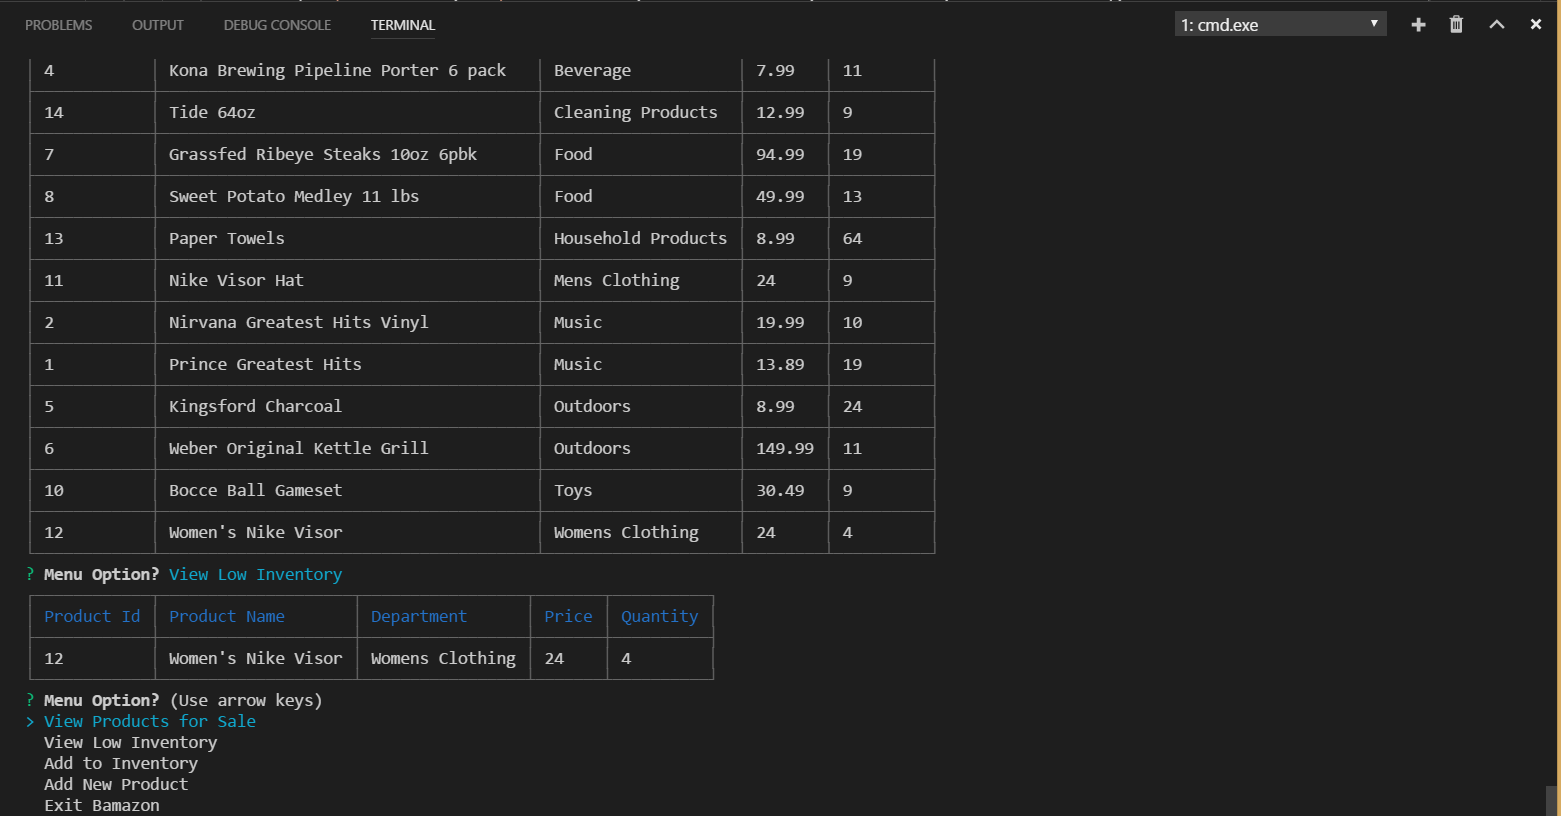 PROBLEMS OUTPUT DEBUG CONSOLE TERMINAL 1: cmd.exe
4 Kona Brewing Pipeline Porter 6 pack Beverage 7.99 11
14 Tide 64oz Cleaning Products 12.99 9
7 Grassfed Ribeye Steaks 10oz 6pbk Food 94.99 19
8 Sweet Potato Medley 11 lbs Food 49.99 13
13 Paper Towels Household Products 8.99 64
11 Nike Visor Hat Mens Clothing 24 9
2 Nirvana Greatest Hits Vinyl Music 19.99 10
1 Prince Greatest Hits Music 13.89 19
5 Kingsford Charcoal Outdoors 8.99 24
6 Weber Original Kettle Grill Outdoors 149.99 11
10 Bocce Ball Gameset Toys 30.49 9
12 Women's Nike Visor Womens Clothing 24 4
? Menu Option? View Low Inventory
Product Id Product Name Department Price Quantity
12 Women's Nike Visor Womens Clothing 24 4
? Menu Option? (Use arrow keys)
> View Products for Sale
View Low Inventory
Add to Inventory
Add New Product
Exit Bamazon